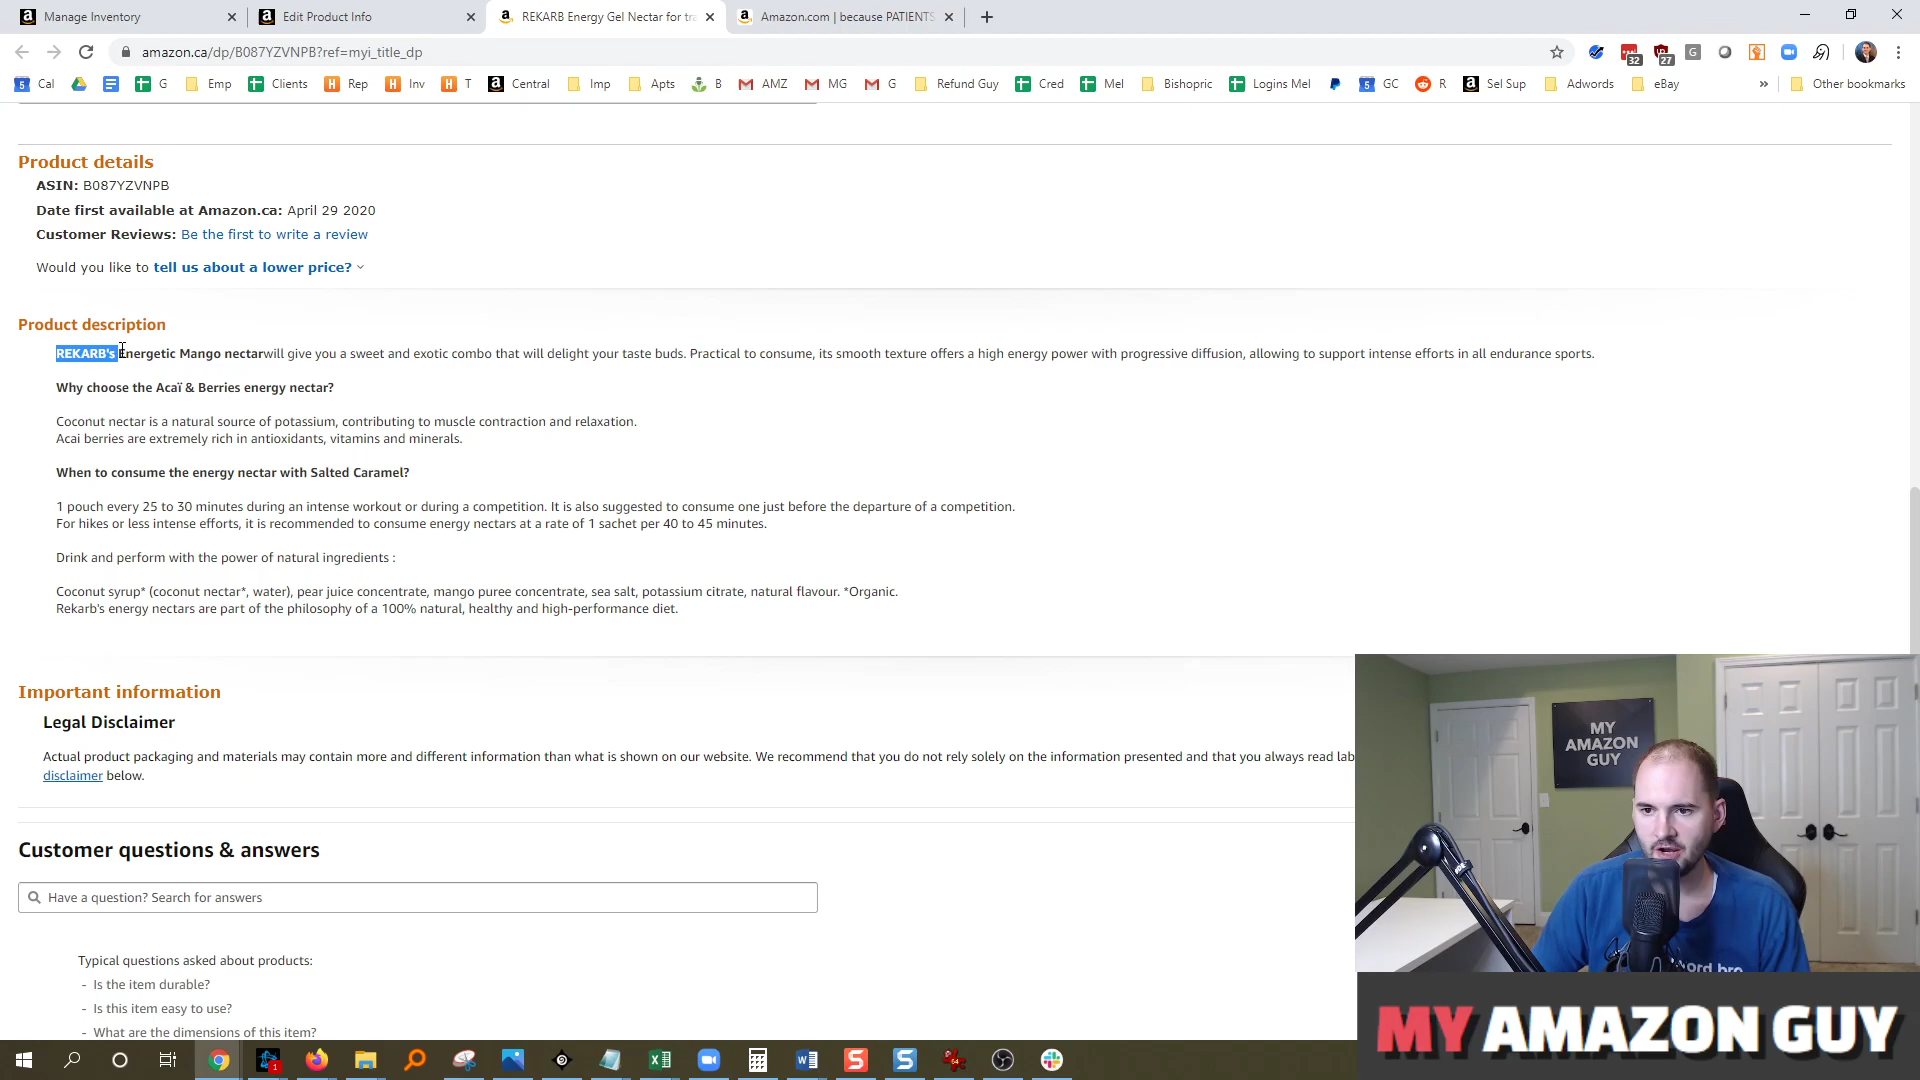 Manage Inventory
Edit Product Info
REKARB Energy Gel Nectar for tra
Amazon.com | because PATIENTS
amazon.ca/dp/B087YZVNPB?ref=myi_title_dp
32
27
G
5 Cal
G
Emp
Clients
H Rep
H Inv
H T
Central
Imp
Apts
B
AMZ
MG
G
Refund Guy
Cred
Mel
Bishopric
Logins Mel
5 GC
R
Sel Sup
Adwords
eBay
»
Other bookmarks
Product details
ASIN: B087YZVNPB
Date first available at Amazon.ca: April 29 2020
Customer Reviews: Be the first to write a review
Would you like to tell us about a lower price?
Product description
REKARB's Energetic Mango nectarwill give you a sweet and exotic combo that will delight your taste buds. Practical to consume, its smooth texture offers a high energy power with progressive diffusion, allowing to support intense efforts in all endurance sports.
Why choose the Acaï & Berries energy nectar?
Coconut nectar is a natural source of potassium, contributing to muscle contraction and relaxation.
Acai berries are extremely rich in antioxidants, vitamins and minerals.
When to consume the energy nectar with Salted Caramel?
1 pouch every 25 to 30 minutes during an intense workout or during a competition. It is also suggested to consume one just before the departure of a competition.
For hikes or less intense efforts, it is recommended to consume energy nectars at a rate of 1 sachet per 40 to 45 minutes.
Drink and perform with the power of natural ingredients :
Coconut syrup* (coconut nectar*, water), pear juice concentrate, mango puree concentrate, sea salt, potassium citrate, natural flavour. *Organic.
Rekarb's energy nectars are part of the philosophy of a 100% natural, healthy and high-performance diet.
Important information
Legal Disclaimer
Actual product packaging and materials may contain more and different information than what is shown on our website. We recommend that you do not rely solely on the information presented and that you always read lab
disclaimer below.
Customer questions & answers
Have a question? Search for answers
Typical questions asked about products:
- Is the item durable?
- Is this item easy to use?
- What are the dimensions of this item?
MY
AMAZON
GUY
MY AMAZON GUY